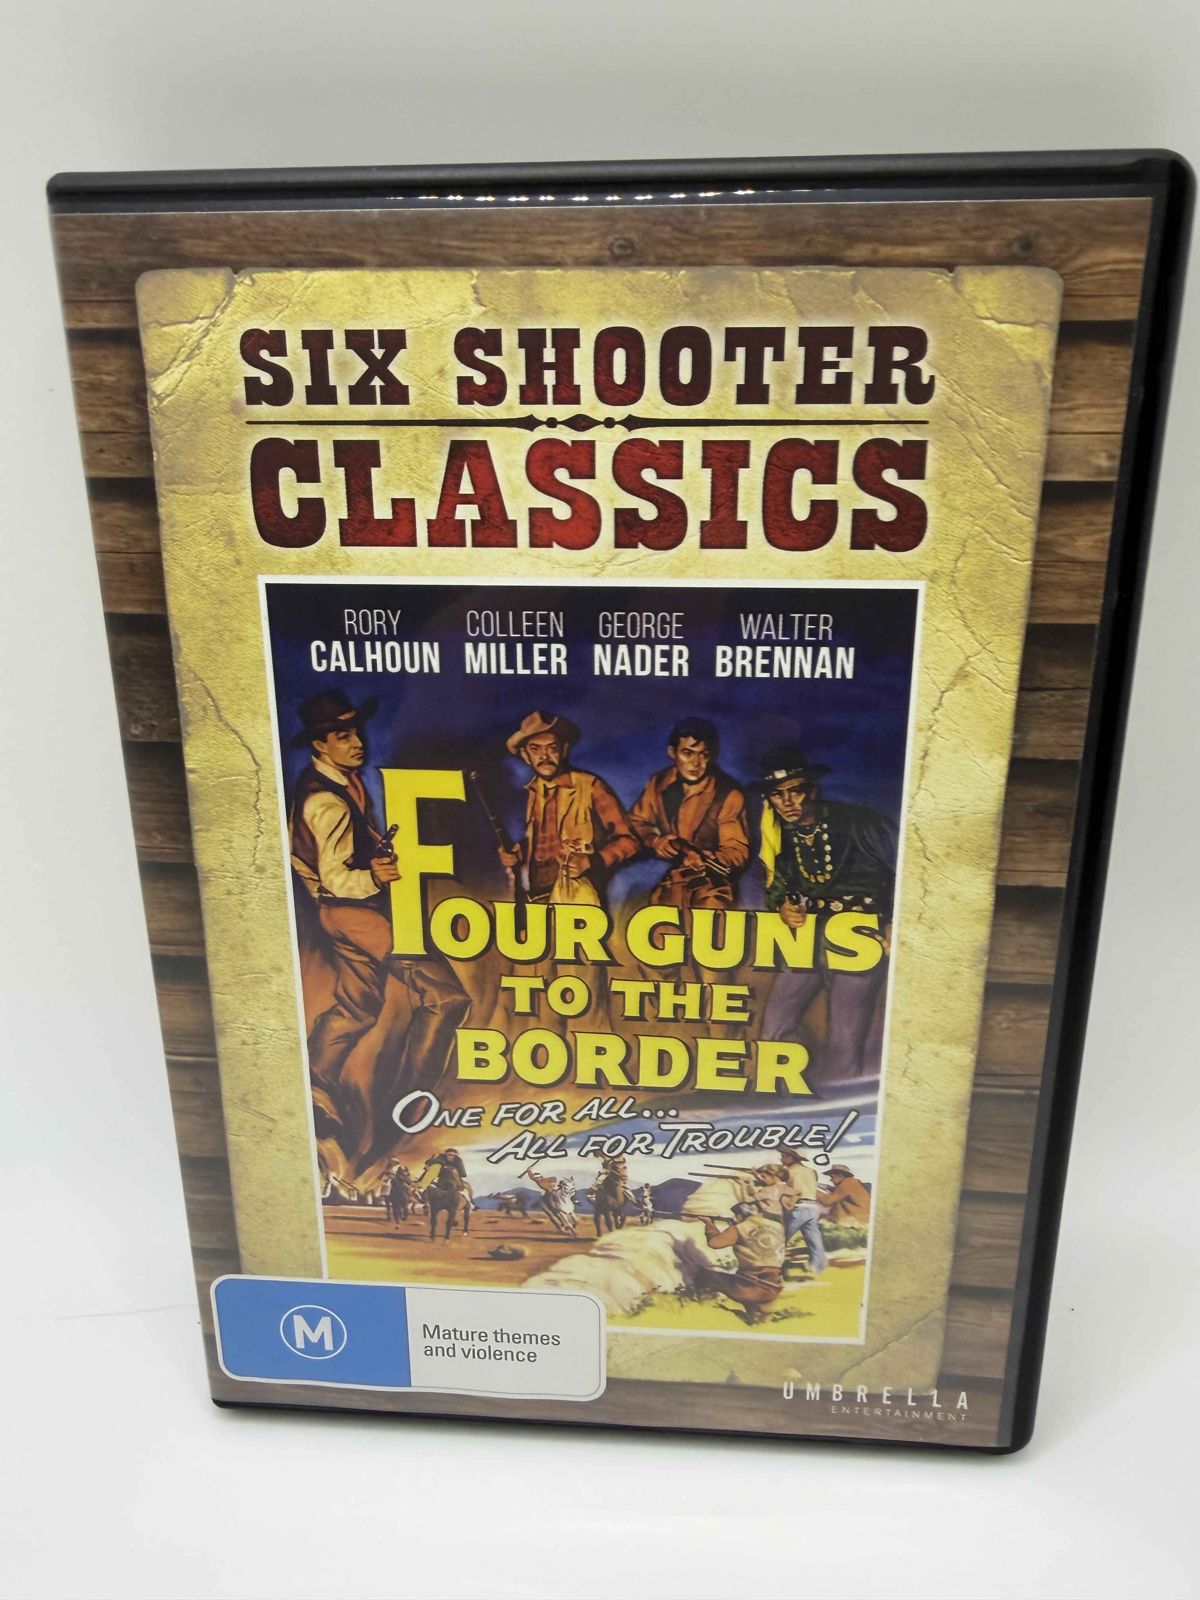 SIX SHOOTER
CLASSICS
RORY CALHOUN
COLLEEN MILLER
GEORGE NADER
WALTER BRENNAN
FOUR GUNS
TO THE
BORDER
ONE FOR ALL...
ALL FOR TROUBLE!
M
Mature themes
and violence
UMBRELLA
ENTERTAINMENT